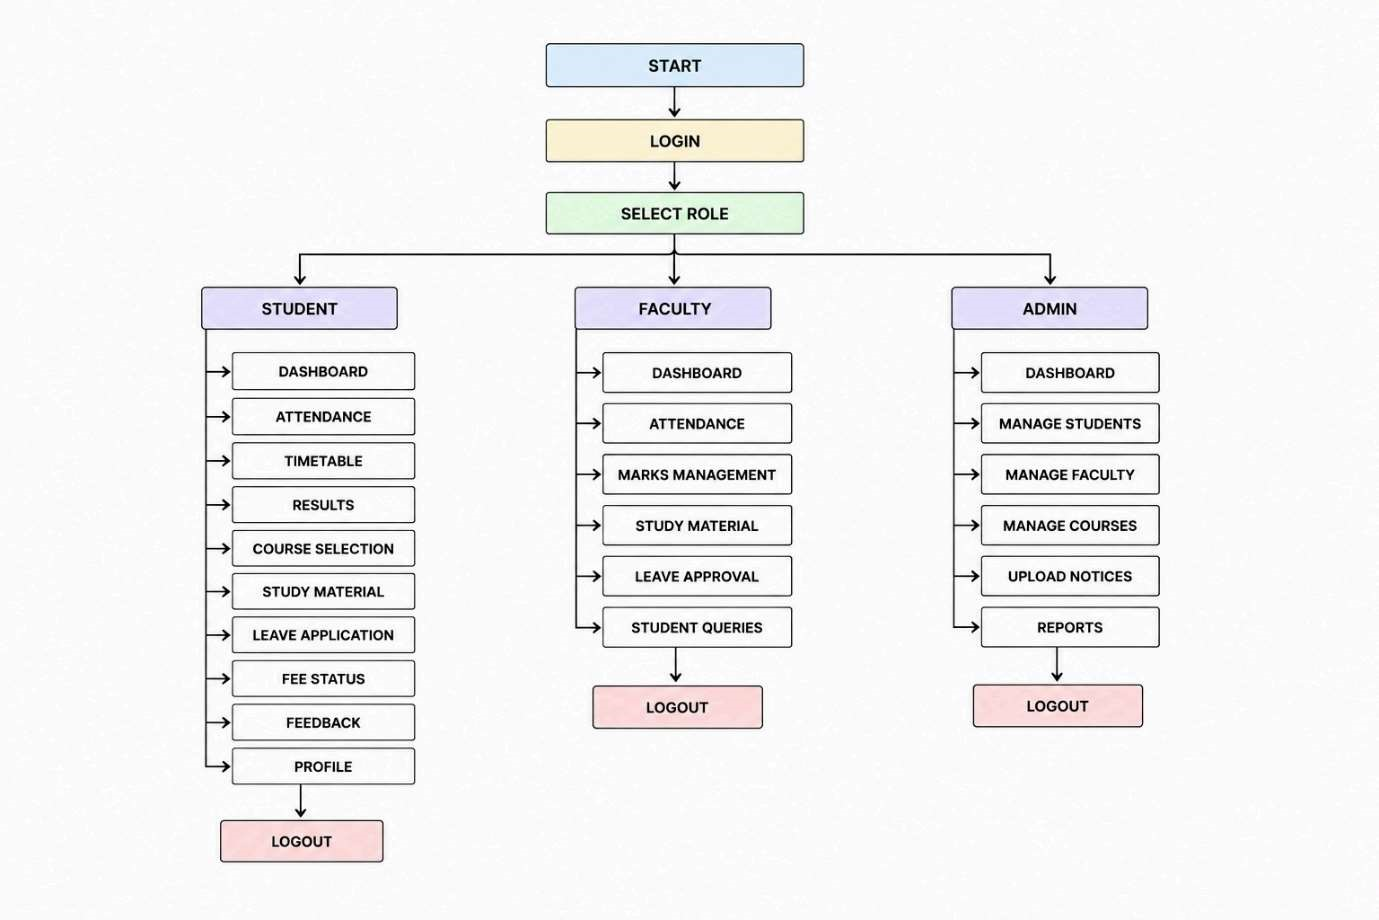 START
LOGIN
SELECT ROLE
STUDENT
DASHBOARD
ATTENDANCE
TIMETABLE
RESULTS
COURSE SELECTION
STUDY MATERIAL
LEAVE APPLICATION
FEE STATUS
FEEDBACK
PROFILE
LOGOUT
FACULTY
DASHBOARD
ATTENDANCE
MARKS MANAGEMENT
STUDY MATERIAL
LEAVE APPROVAL
STUDENT QUERIES
LOGOUT
ADMIN
DASHBOARD
MANAGE STUDENTS
MANAGE FACULTY
MANAGE COURSES
UPLOAD NOTICES
REPORTS
LOGOUT